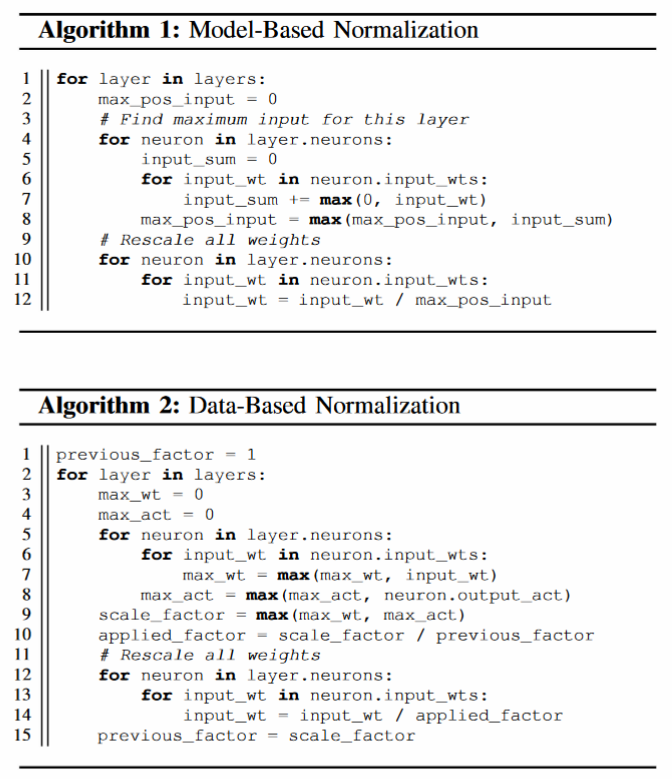 Algorithm 1: Model-Based Normalization
1 for layer in layers:
2     max_pos_input = 0
3     # Find maximum input for this layer
4     for neuron in layer.neurons:
5         input_sum = 0
6         for input_wt in neuron.input_wts:
7             input_sum += max(0, input_wt)
8         max_pos_input = max(max_pos_input, input_sum)
9     # Rescale all weights
10     for neuron in layer.neurons:
11         for input_wt in neuron.input_wts:
12             input_wt = input_wt / max_pos_input
Algorithm 2: Data-Based Normalization
1 previous_factor = 1
2 for layer in layers:
3     max_wt = 0
4     max_act = 0
5     for neuron in layer.neurons:
6         for input_wt in neuron.input_wts:
7             max_wt = max(max_wt, input_wt)
8         max_act = max(max_act, neuron.output_act)
9     scale_factor = max(max_wt, max_act)
10     applied_factor = scale_factor / previous_factor
11     # Rescale all weights
12     for neuron in layer.neurons:
13         for input_wt in neuron.input_wts:
14             input_wt = input_wt / applied_factor
15     previous_factor = scale_factor